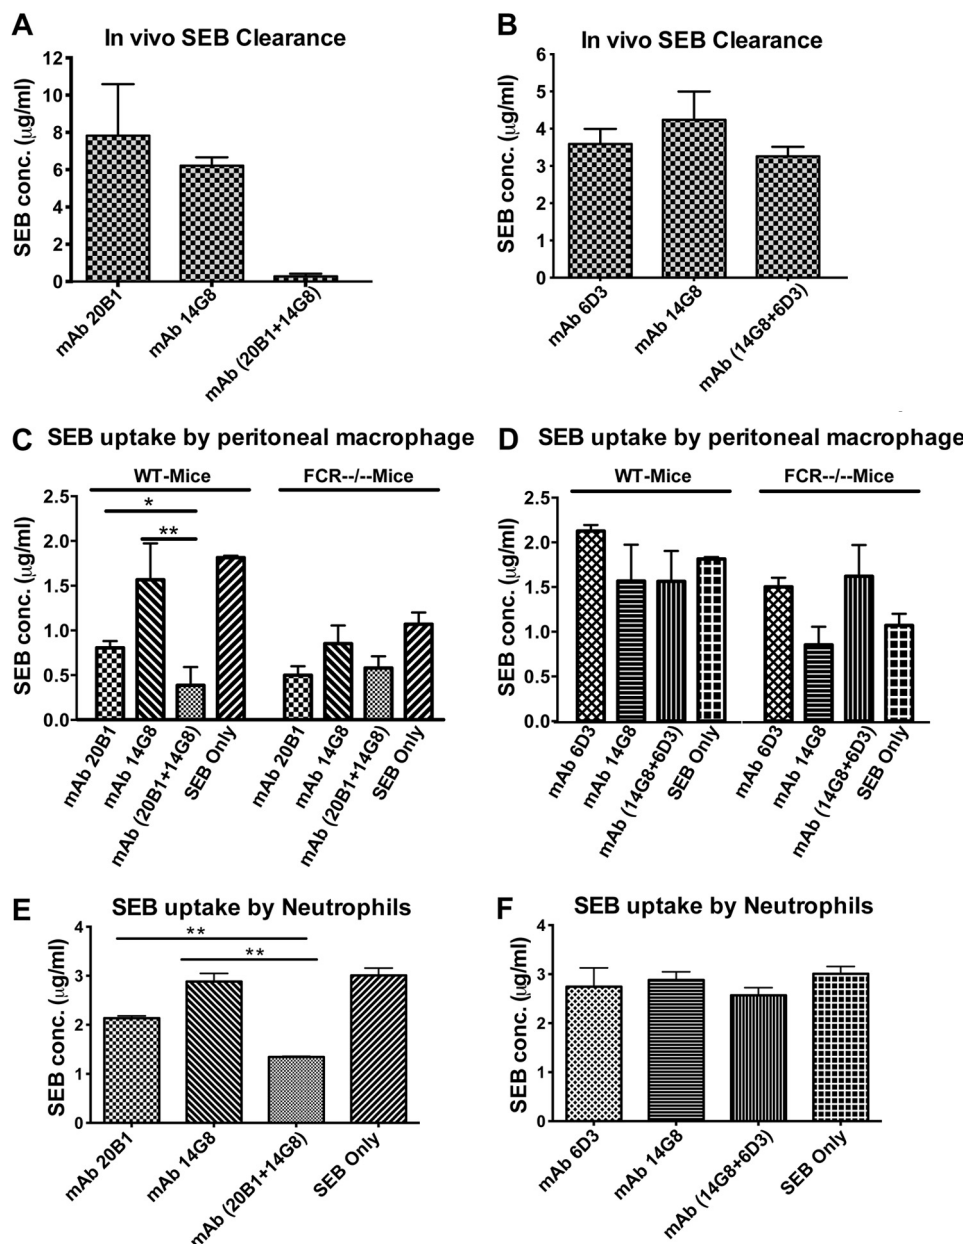 A
In vivo SEB Clearance
SEB conc. (µg/ml)
12
10
8
6
4
2
0
mAb 20B1
mAb 14G8
mAb (20B1+14G8)
B
In vivo SEB Clearance
SEB conc. (µg/ml)
6
5
4
3
2
1
0
mAb 6D3
mAb 14G8
mAb (14G8+6D3)
C
SEB uptake by peritoneal macrophage
WT-Mice
FCR--/--Mice
SEB conc. (µg/ml)
2.5
2.0
1.5
1.0
0.5
0.0
*
**
mAb 20B1
mAb 14G8
mAb (20B1+14G8)
SEB Only
mAb 20B1
mAb 14G8
mAb (20B1+14G8)
SEB Only
D
SEB uptake by peritoneal macrophage
WT-Mice
FCR--/--Mice
SEB conc. (µg/ml)
2.5
2.0
1.5
1.0
0.5
0.0
mAb 6D3
mAb 14G8
mAb (14G8+6D3)
SEB Only
mAb 6D3
mAb 14G8
mAb (14G8+6D3)
SEB Only
E
SEB uptake by Neutrophils
SEB conc. (µg/ml)
4
3
2
1
0
**
**
mAb 20B1
mAb 14G8
mAb (20B1+14G8)
SEB Only
F
SEB uptake by Neutrophils
SEB conc. (µg/ml)
4
3
2
1
0
mAb 6D3
mAb 14G8
mAb (14G8+6D3)
SEB Only